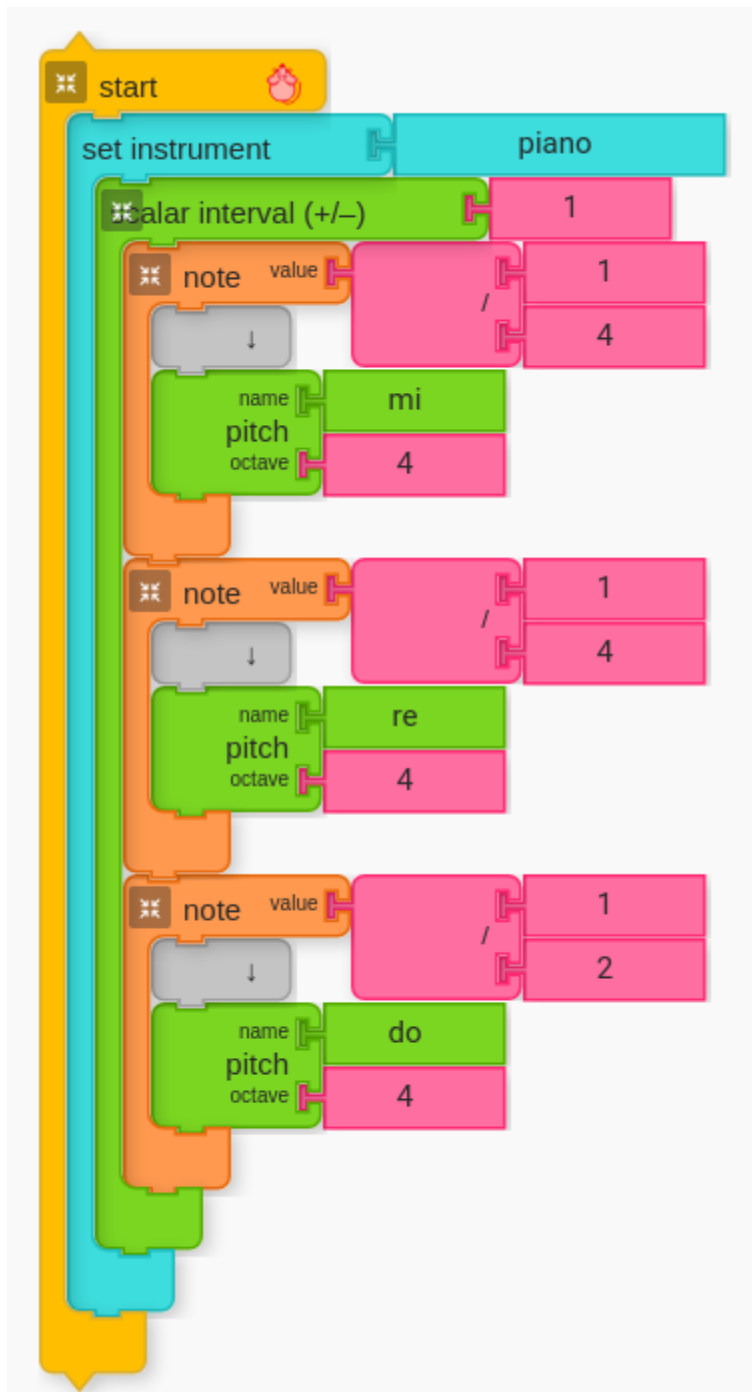 start
set instrument piano
scalar interval (+/–) 1
note value 1
/
4
↓
name mi
pitch
octave 4
note value 1
/
4
↓
name re
pitch
octave 4
note value 1
/
2
↓
name do
pitch
octave 4